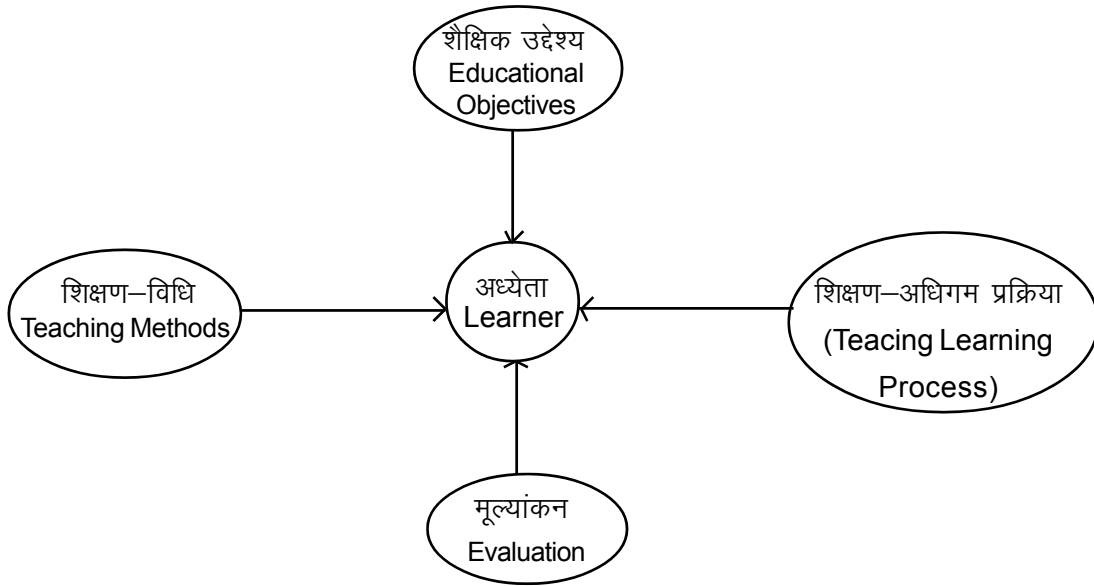 शैक्षिक उद्देश्य
Educational
Objectives
शिक्षण–विधि
Teaching Methods
अध्येता
Learner
शिक्षण–अधिगम प्रक्रिया
(Teacing Learning
Process)
मूल्यांकन
Evaluation